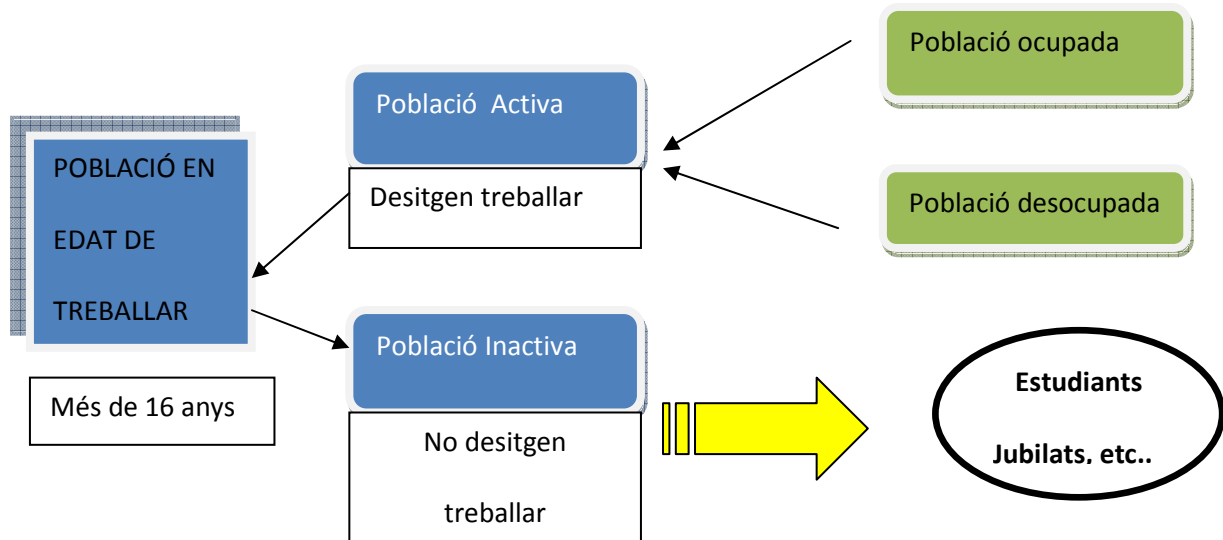 POBLACIÓ EN
EDAT DE
TREBALLAR
Més de 16 anys
Població  Activa
Desitgen treballar
Població Inactiva
No desitgen
treballar
Població ocupada
Població desocupada
Estudiants
Jubilats, etc..